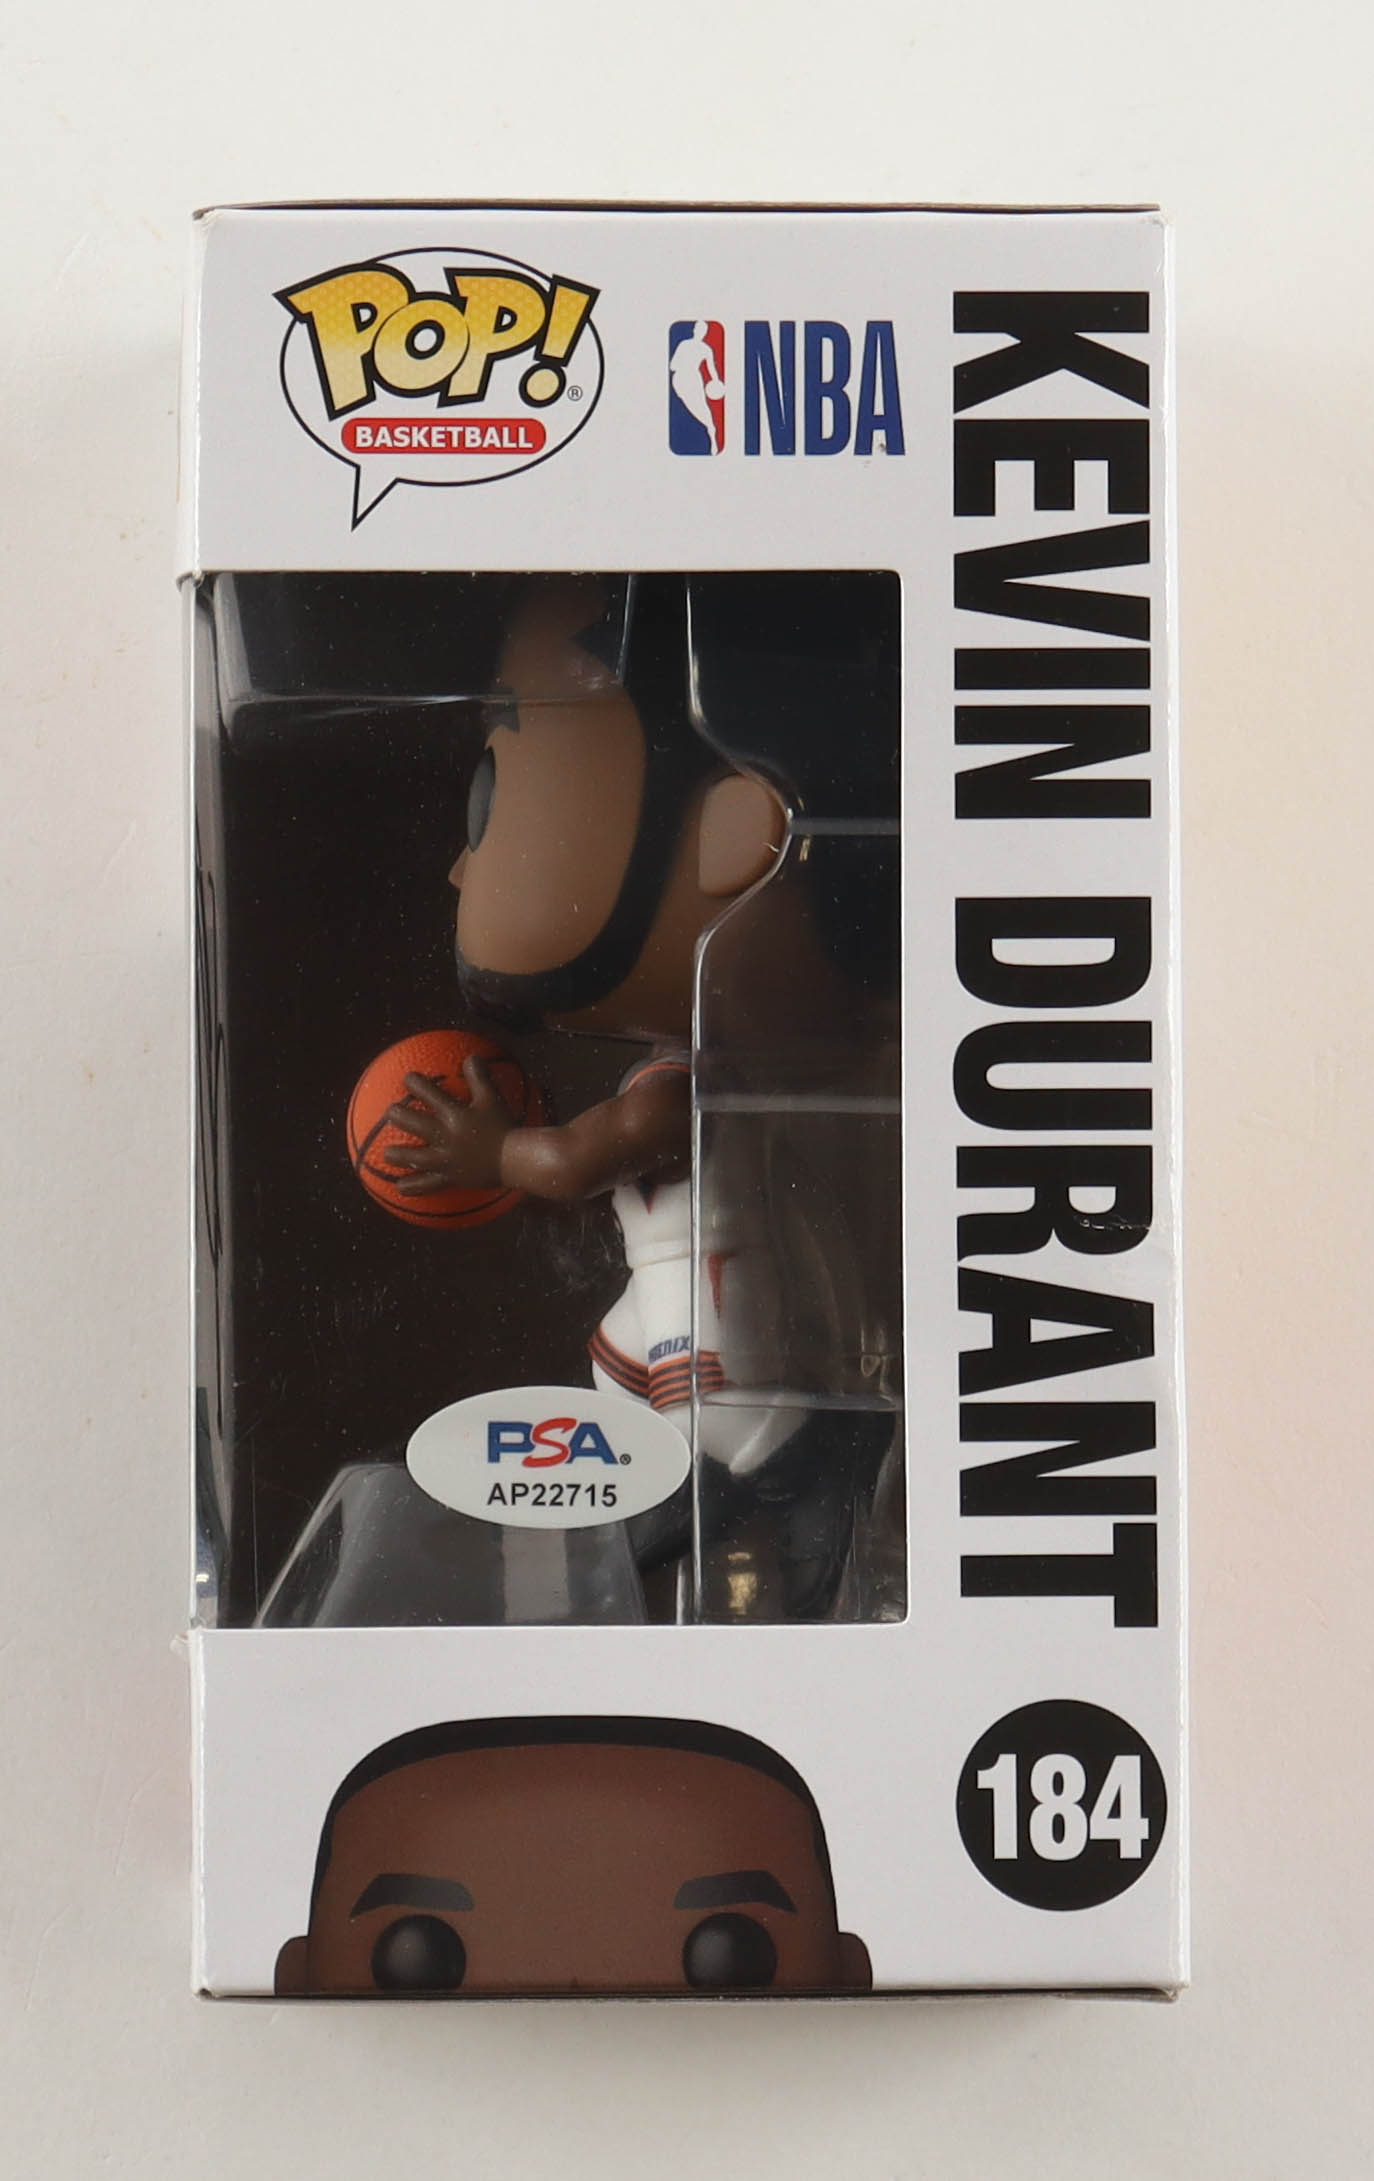 POP!®
BASKETBALL
NBA
KEVIN DURANT
PSA®
AP22715
184